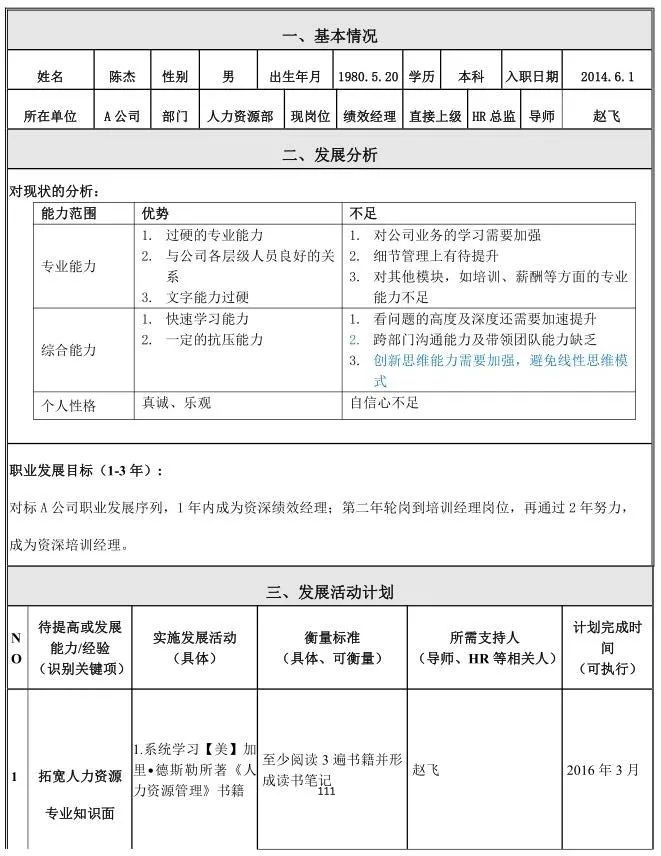 一、基本情况
姓名 陈杰 性别 男 出生年月 1980.5.20 学历 本科 入职日期 2014.6.1
所在单位 A 公司 部门 人力资源部 现岗位 绩效经理 直接上级 HR 总监 导师 赵飞
二、发展分析
对现状的分析：
能力范围 优势 不足
专业能力
1. 过硬的专业能力
2. 与公司各层级人员良好的关
系
3. 文字能力过硬
1. 对公司业务的学习需要加强
2. 细节管理上有待提升
3. 对其他模块，如培训、薪酬等方面的专业
能力不足
综合能力
1. 快速学习能力
2. 一定的抗压能力
1. 看问题的高度及深度还需要加速提升
2. 跨部门沟通能力及带领团队能力缺乏
3. 创新思维能力需要加强，避免线性思维模
式
个人性格 真诚、乐观 自信心不足
职业发展目标（1-3 年）：
对标 A 公司职业发展序列，1 年内成为资深绩效经理；第二年轮岗到培训经理岗位，再通过 2 年努力，
成为资深培训经理。
三、发展活动计划
N
O
待提高或发展
能力/经验
（识别关键项）
实施发展活动
（具体）
衡量标准
（具体、可衡量）
所需支持人
（导师、HR 等相关人）
计划完成时
间
（可执行）
1
拓宽人力资源
专业知识面
1.系统学习【美】加
里•德斯勒所著《人
力资源管理》书籍
至少阅读 3 遍书籍并形
成读书笔记
赵飞
2016 年 3 月
111